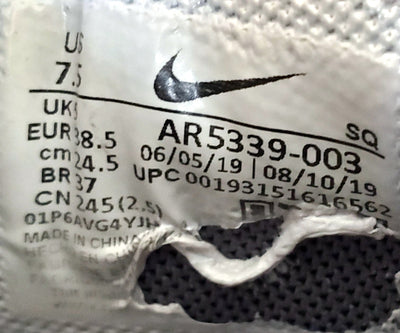 US
7.5
UK
EUR 38.5
cm 24.5
BR 37
CN 245 (2.5)
SQ
AR5339-003
06/05/19 | 08/10/19
UPC 00193151616562
01P6AVG4YJH
MADE IN CHINA